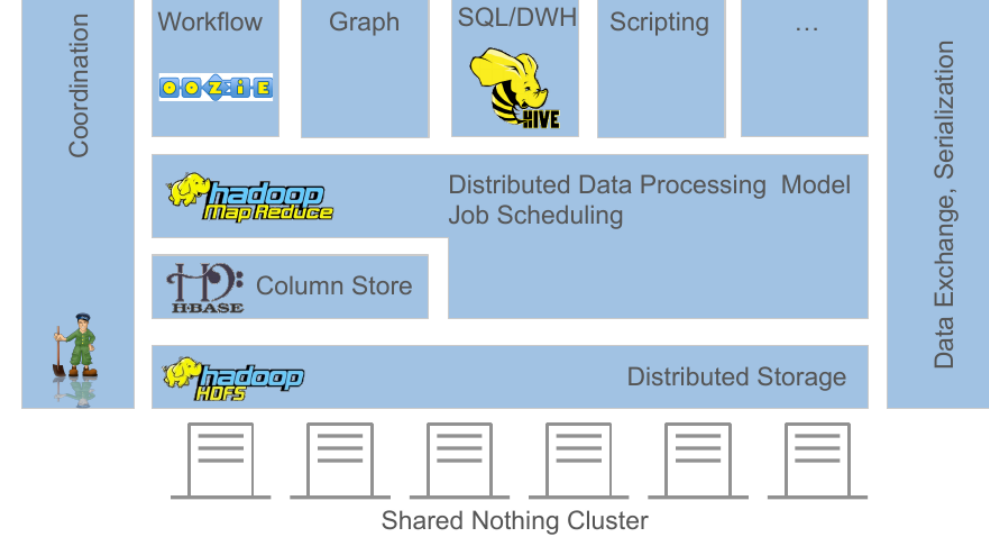 Coordination
Workflow
OOZiE
Graph
SQL/DWH
HIVE
Scripting
...
Data Exchange, Serialization
hadoop
Map Reduce
Distributed Data Processing Model
Job Scheduling
H:BASE
Column Store
hadoop
HDFS
Distributed Storage
Shared Nothing Cluster